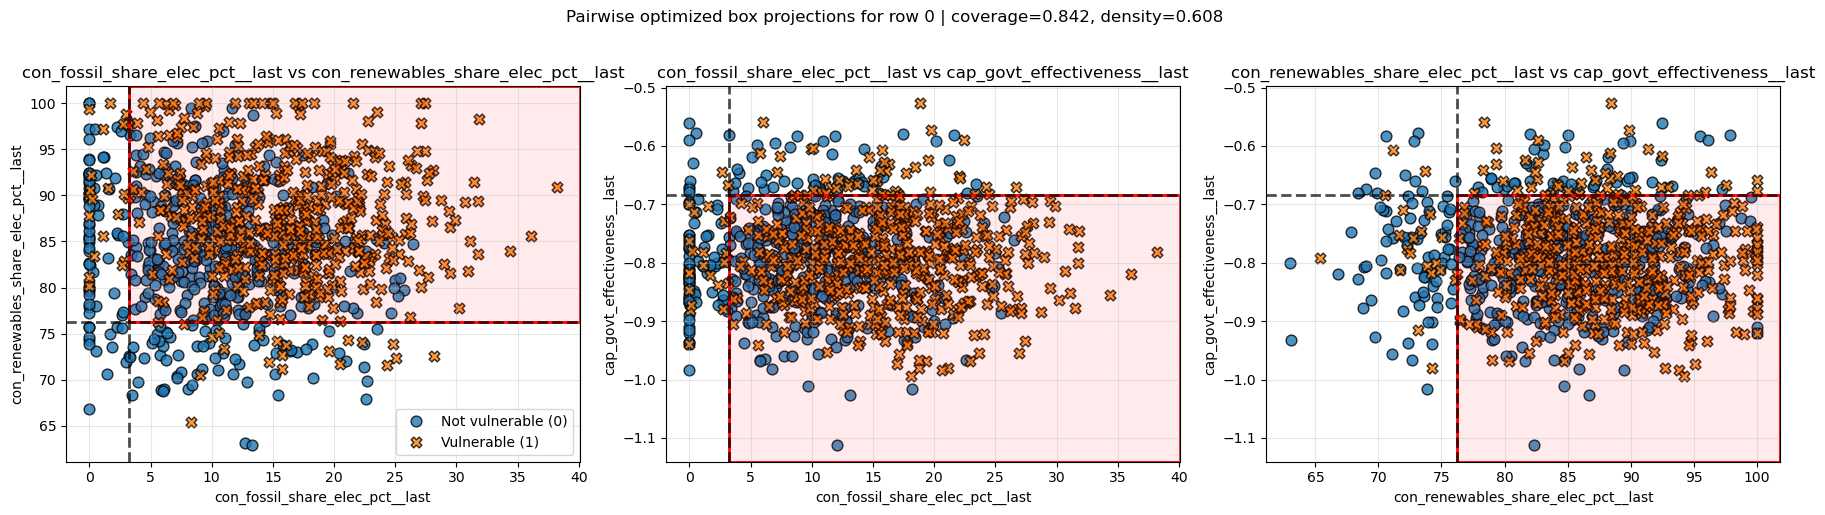 Pairwise optimized box projections for row 0 | coverage=0.842, density=0.608
con_fossil_share_elec_pct__last vs con_renewables_share_elec_pct__last
con_renewables_share_elec_pct__last
100
95
90
85
80
75
70
65
0 5 10 15 20 25 30 35 40
con_fossil_share_elec_pct__last
Not vulnerable (0)
Vulnerable (1)
con_fossil_share_elec_pct__last vs cap_govt_effectiveness__last
cap_govt_effectiveness__last
−0.5
−0.6
−0.7
−0.8
−0.9
−1.0
−1.1
0 5 10 15 20 25 30 35 40
con_fossil_share_elec_pct__last
con_renewables_share_elec_pct__last vs cap_govt_effectiveness__last
cap_govt_effectiveness__last
−0.5
−0.6
−0.7
−0.8
−0.9
−1.0
−1.1
65 70 75 80 85 90 95 100
con_renewables_share_elec_pct__last